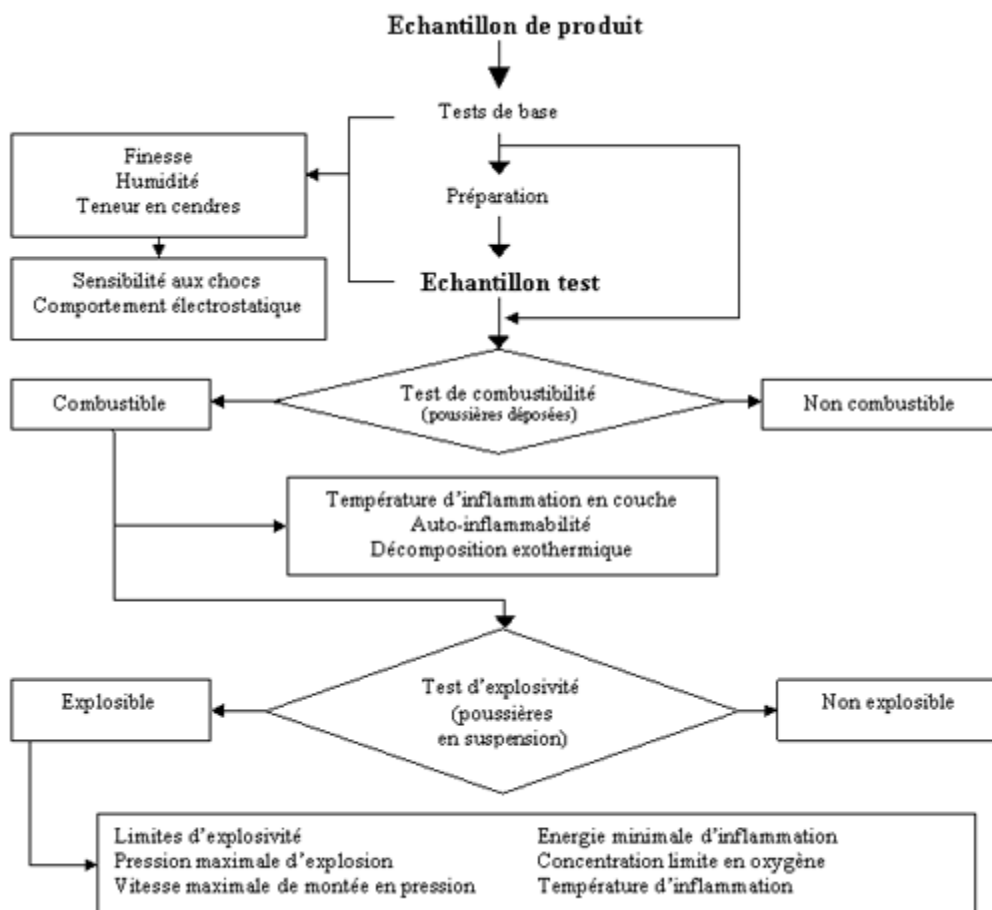 Echantillon de produit
Tests de base
Finesse
Humidité
Teneur en cendres
Préparation
Sensibilité aux chocs
Comportement électrostatique
Echantillon test
Combustible
Test de combustibilité
(poussières déposées)
Non combustible
Température d'inflammation en couche
Auto-inflammabilité
Décomposition exothermique
Explosible
Test d'explosivité
(poussières
en suspension)
Non explosible
Limites d'explosivité
Pression maximale d'explosion
Vitesse maximale de montée en pression
Energie minimale d'inflammation
Concentration limite en oxygène
Température d'inflammation